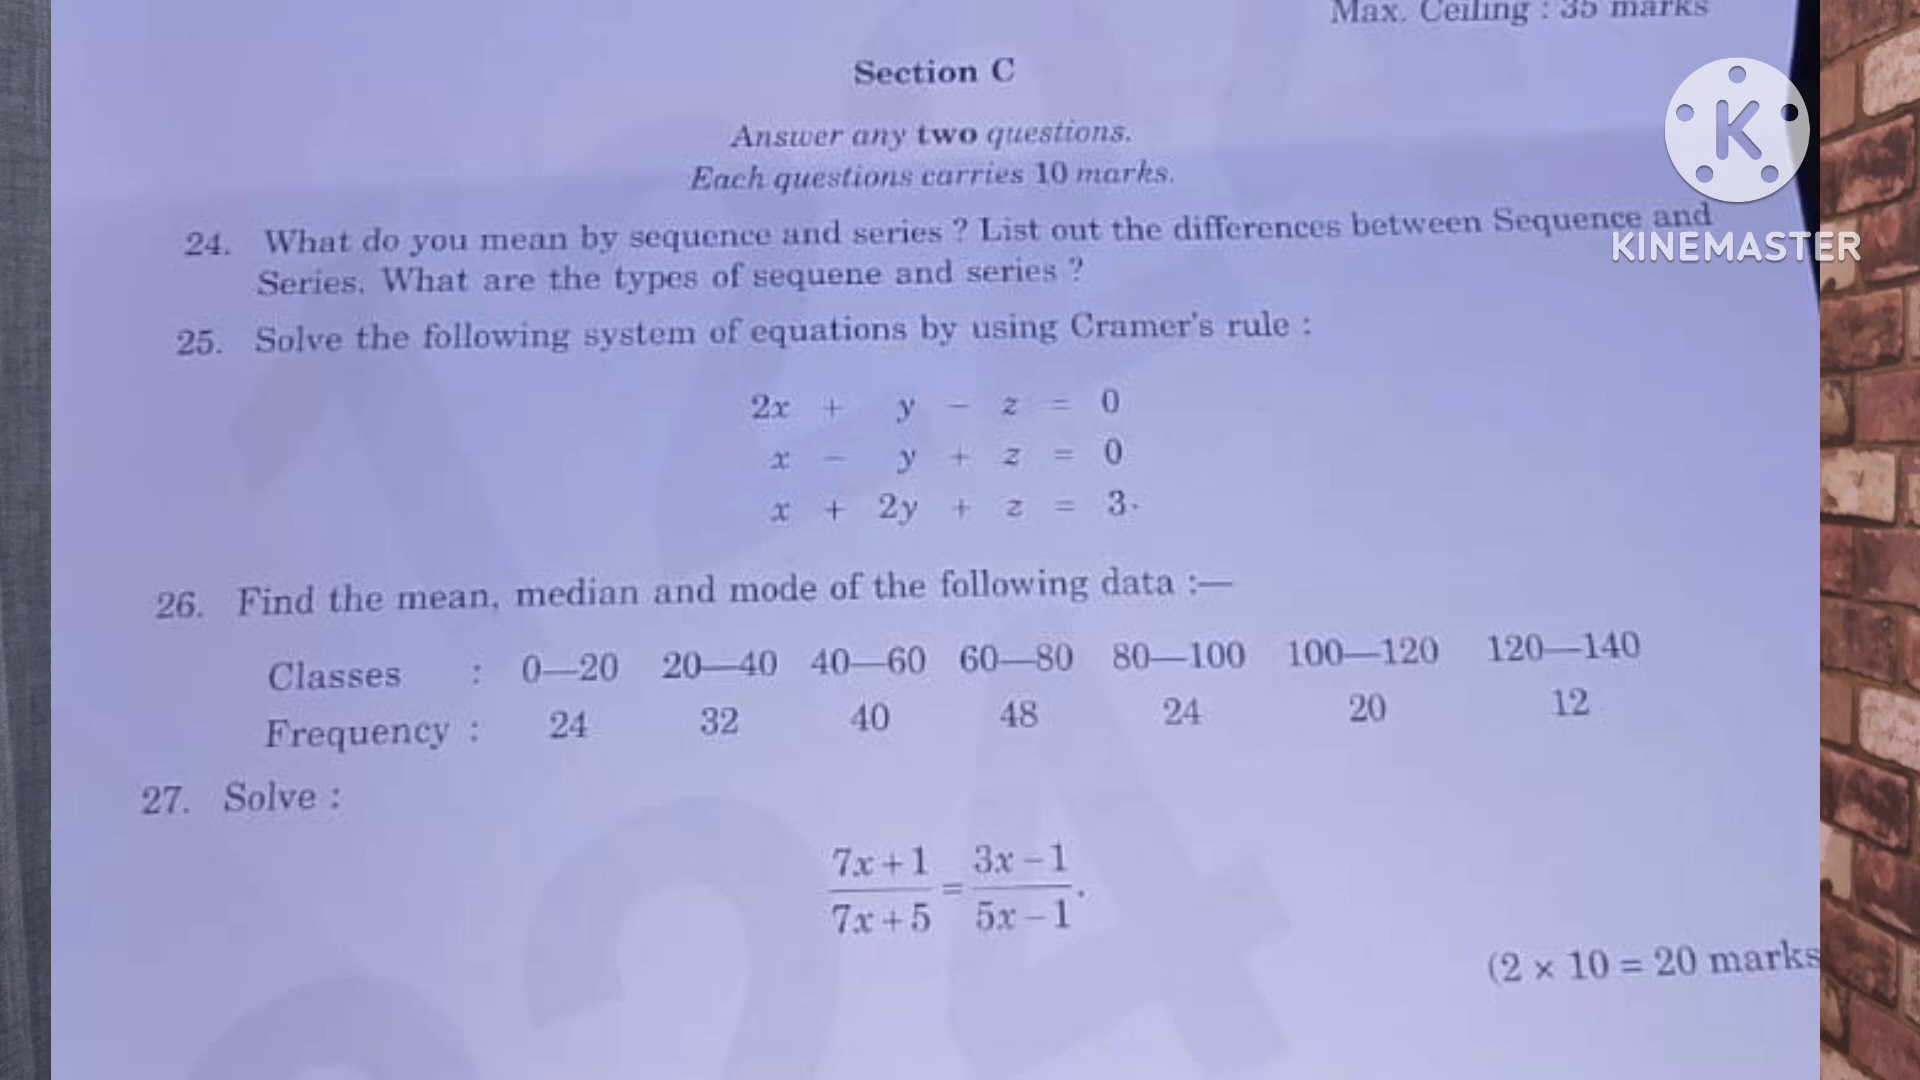 Max. Ceiling : 35 marks
Section C
Answer any two questions.
Each questions carries 10 marks.
24. What do you mean by sequence and series ? List out the differences between Sequence and
Series. What are the types of sequene and series ?
25. Solve the following system of equations by using Cramer's rule :
2x + y − z = 0
x − y + z = 0
x + 2y + z = 3.
26. Find the mean, median and mode of the following data :—
Classes : 0—20 20—40 40—60 60—80 80—100 100—120 120—140
Frequency : 24 32 40 48 24 20 12
27. Solve :
7x + 1 3x − 1
= .
7x + 5 5x − 1
(2 × 10 = 20 marks
K
KINEMASTER